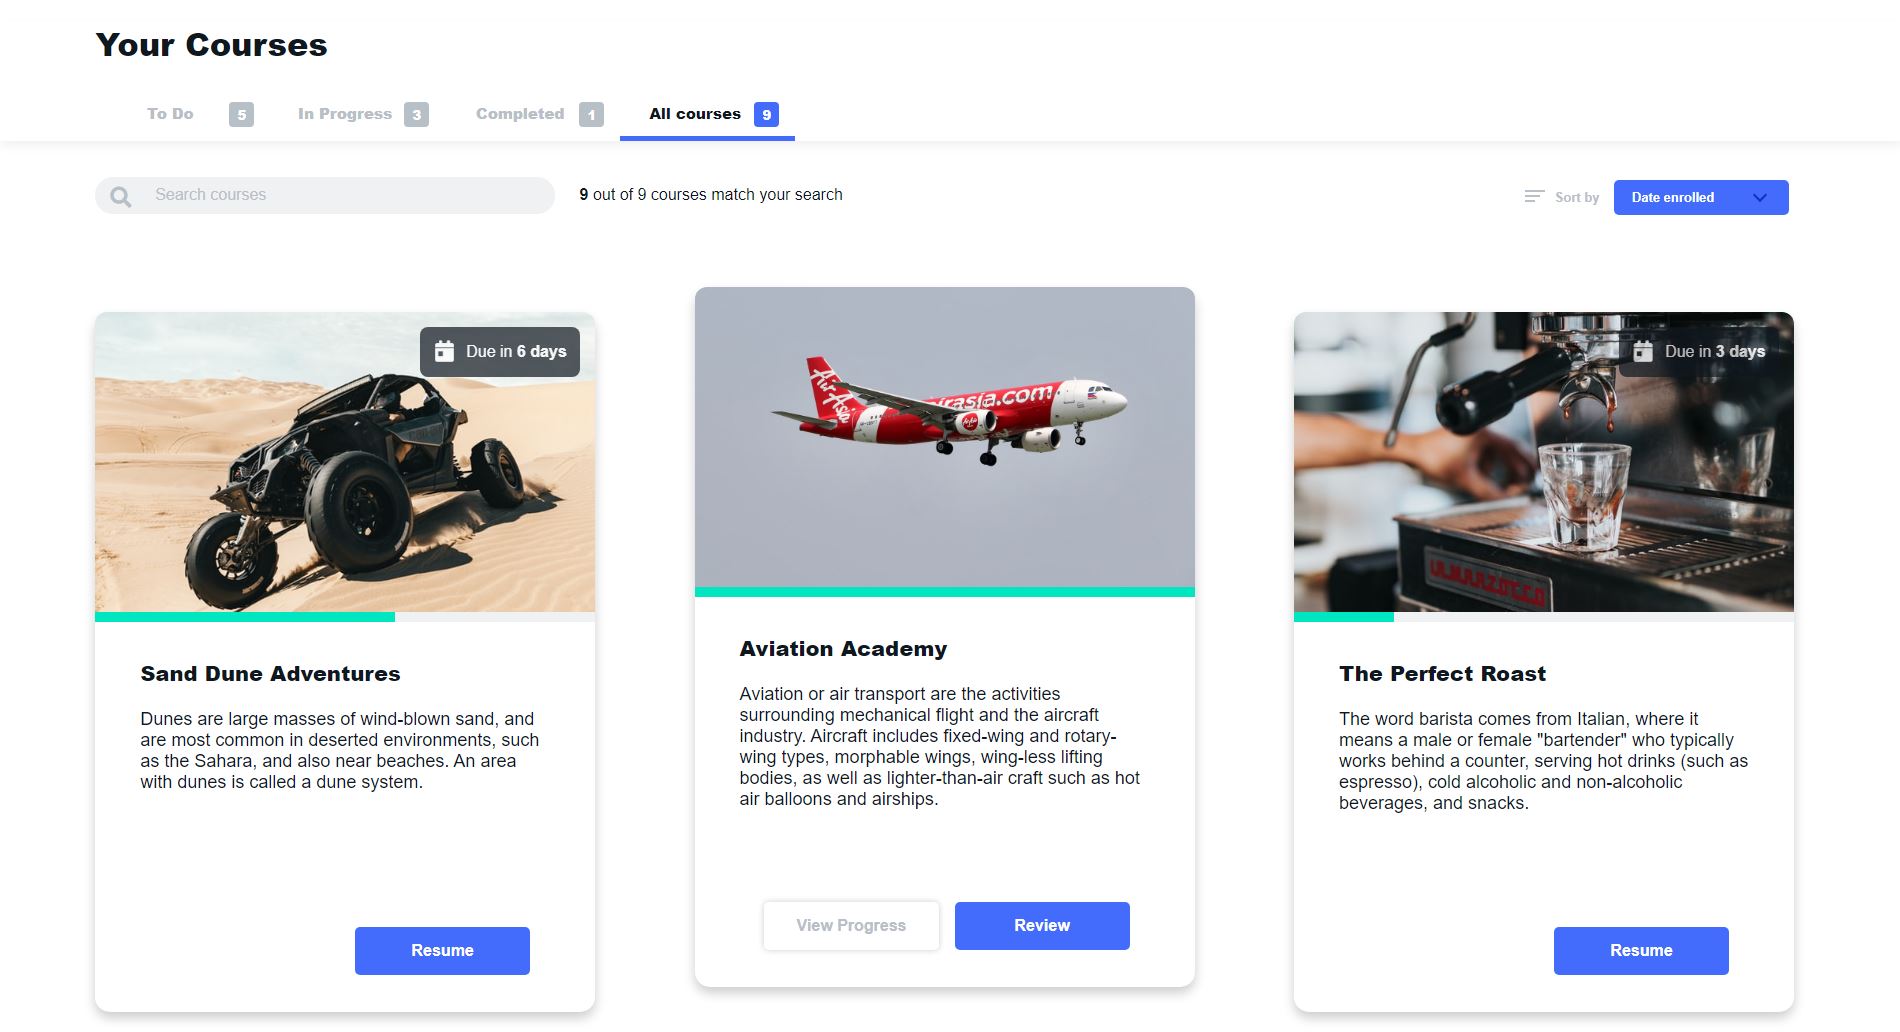 Your Courses
To Do 5 In Progress 3 Completed 1 All courses 9
Search courses
9 out of 9 courses match your search
Sort by
Date enrolled
Due in 6 days
Sand Dune Adventures
Dunes are large masses of wind-blown sand, and
are most common in deserted environments, such
as the Sahara, and also near beaches. An area
with dunes is called a dune system.
Resume
AirAsia
airasia.com
Aviation Academy
Aviation or air transport are the activities
surrounding mechanical flight and the aircraft
industry. Aircraft includes fixed-wing and rotary-
wing types, morphable wings, wing-less lifting
bodies, as well as lighter-than-air craft such as hot
air balloons and airships.
View Progress
Review
Due in 3 days
The Perfect Roast
The word barista comes from Italian, where it
means a male or female "bartender" who typically
works behind a counter, serving hot drinks (such as
espresso), cold alcoholic and non-alcoholic
beverages, and snacks.
Resume